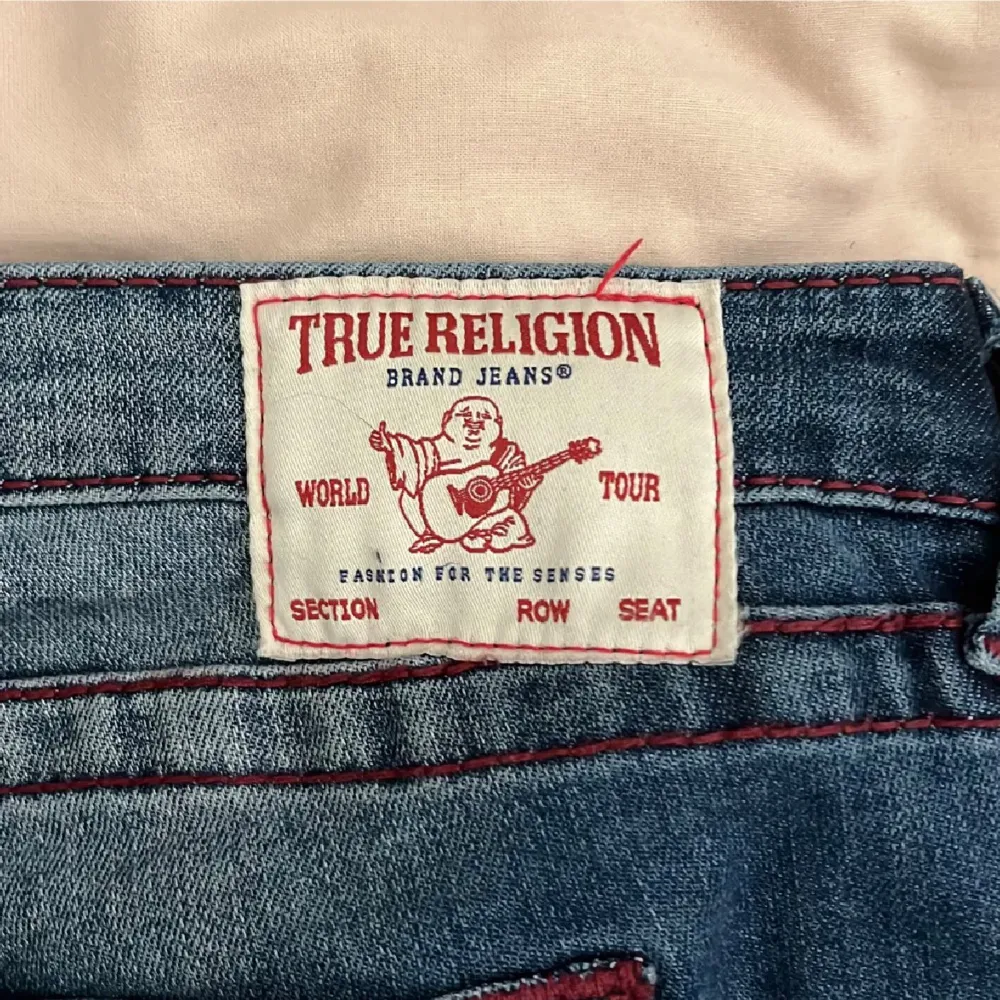 TRUE RELIGION
BRAND JEANS®
WORLD TOUR
FASHION FOR THE SENSES
SECTION ROW SEAT